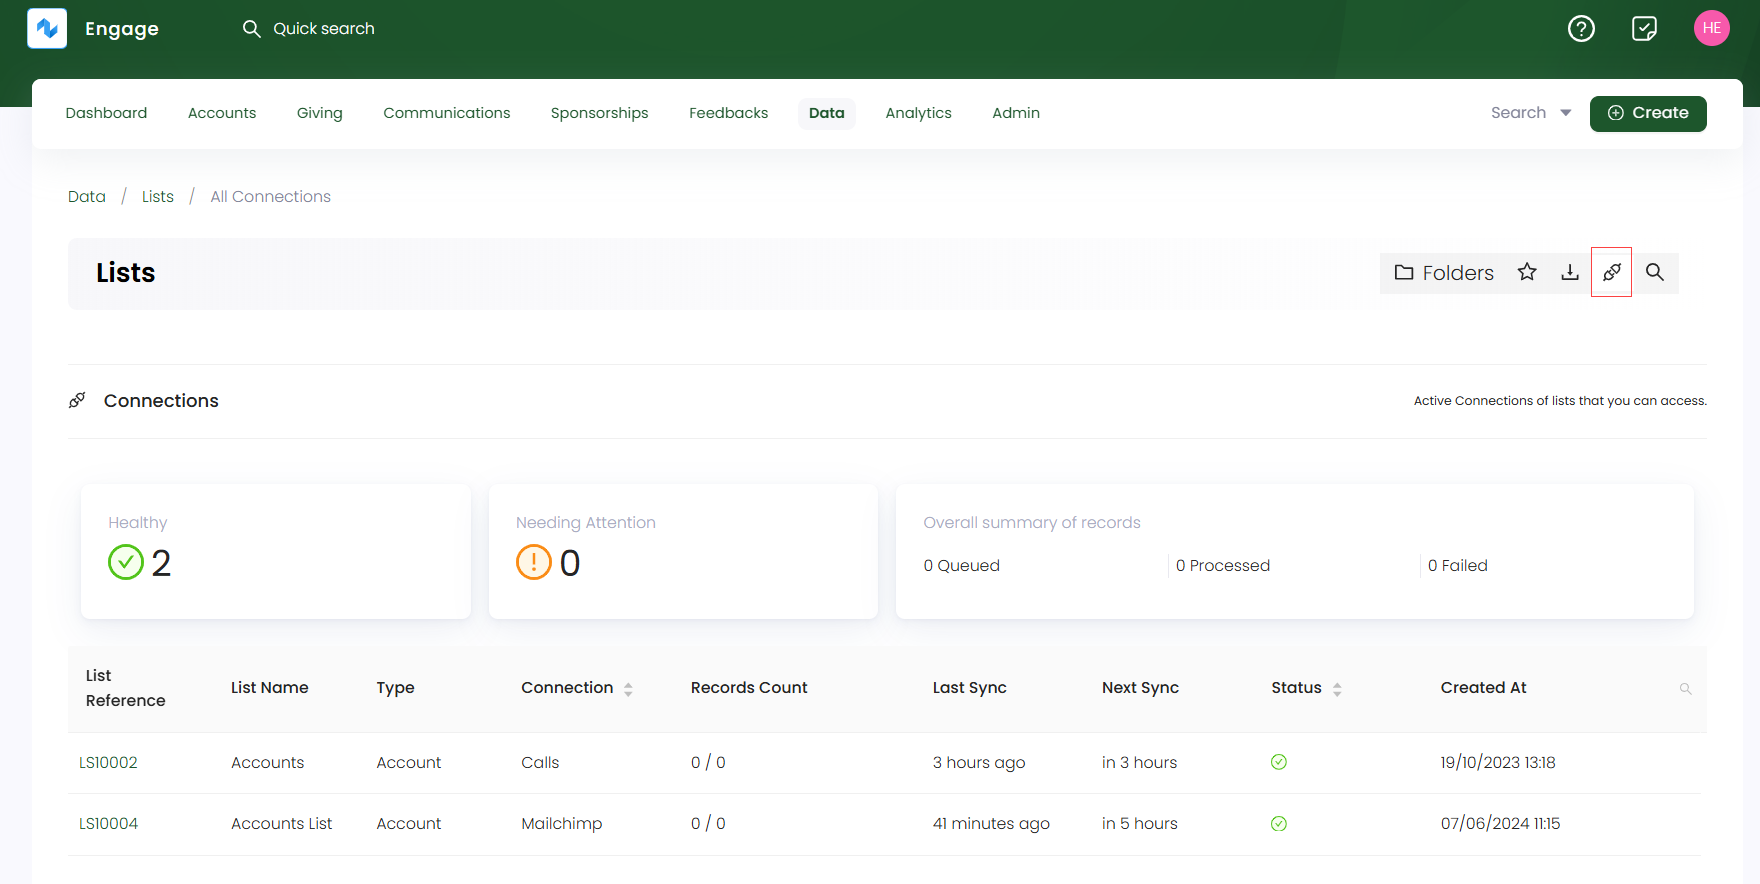 Engage
Quick search
HE
Dashboard Accounts Giving Communications Sponsorships Feedbacks Data Analytics Admin Search Create
Data / Lists / All Connections
Lists
Folders
Connections
Active Connections of lists that you can access.
Healthy
2
Needing Attention
0
Overall summary of records
0 Queued 0 Processed 0 Failed
List Reference List Name Type Connection Records Count Last Sync Next Sync Status Created At
LS10002 Accounts Account Calls 0 / 0 3 hours ago in 3 hours 19/10/2023 13:18
LS10004 Accounts List Account Mailchimp 0 / 0 41 minutes ago in 5 hours 07/06/2024 11:15